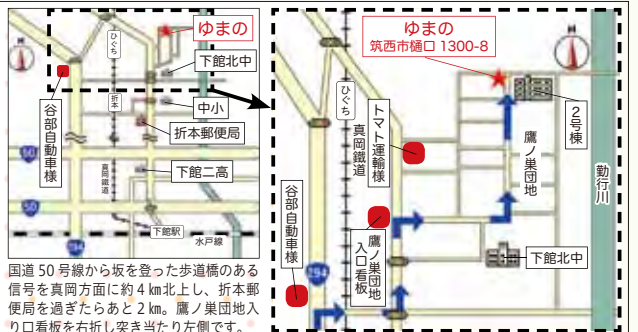 ゆまの
ひぐち
下館北中
折本
中小
折本郵便局
谷部自動車様
50
真岡鐵道
下館二高
50
下館駅
水戸線
294
N
国道50号線から坂を登った歩道橋のある
信号を真岡方面に約4㎞北上し、折本郵
便局を過ぎたらあと2㎞。鷹ノ巣団地入
り口看板を右折し突き当たり左側です。
ゆまの
筑西市樋口1300-8
N
ひぐち
真岡鐵道
トマト運輸様
2号棟
鷹ノ巣団地
勤行川
谷部自動車様
鷹ノ巣団地
入口看板
下館北中
294